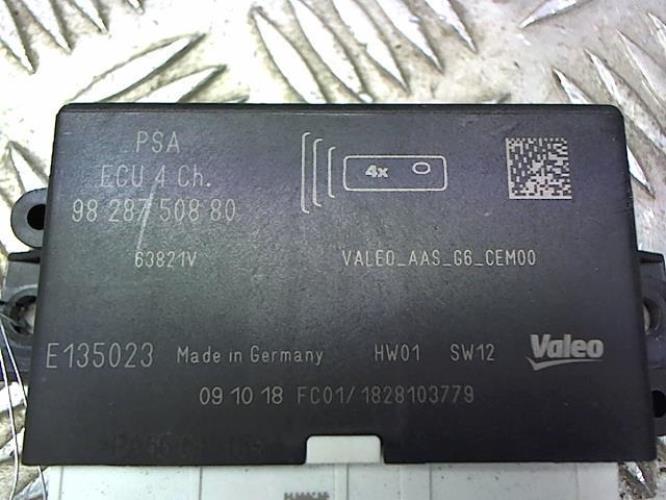 PSA
ECU 4 Ch.
4x
98 287 508 80
63821V VALEO_AAS_G6_CEM00
E135023 Made in Germany HW01 SW12 Valeo
09 10 18 FC01/1828103779